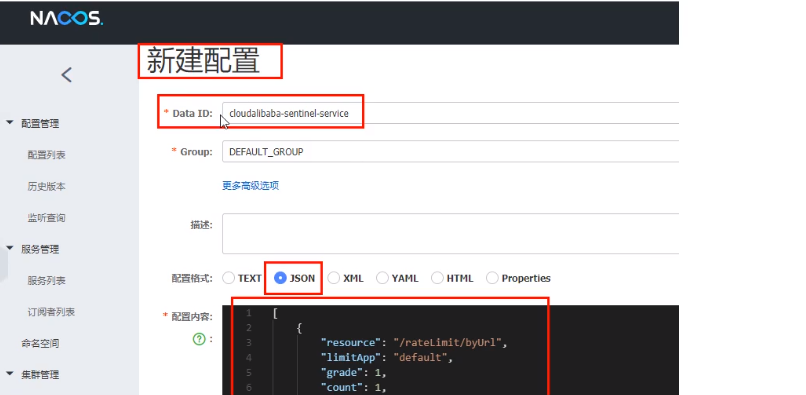 NACOS.
新建配置
配置管理
配置列表
历史版本
监听查询
服务管理
服务列表
订阅者列表
命名空间
集群管理
* Data ID: cloudalibaba-sentinel-service
* Group: DEFAULT_GROUP
更多高级选项
描述:
配置格式: TEXT JSON XML YAML HTML Properties
* 配置内容:
? :
1 [
2 {
3 "resource": "/rateLimit/byUrl",
4 "limitApp": "default",
5 "grade": 1,
6 "count": 1,